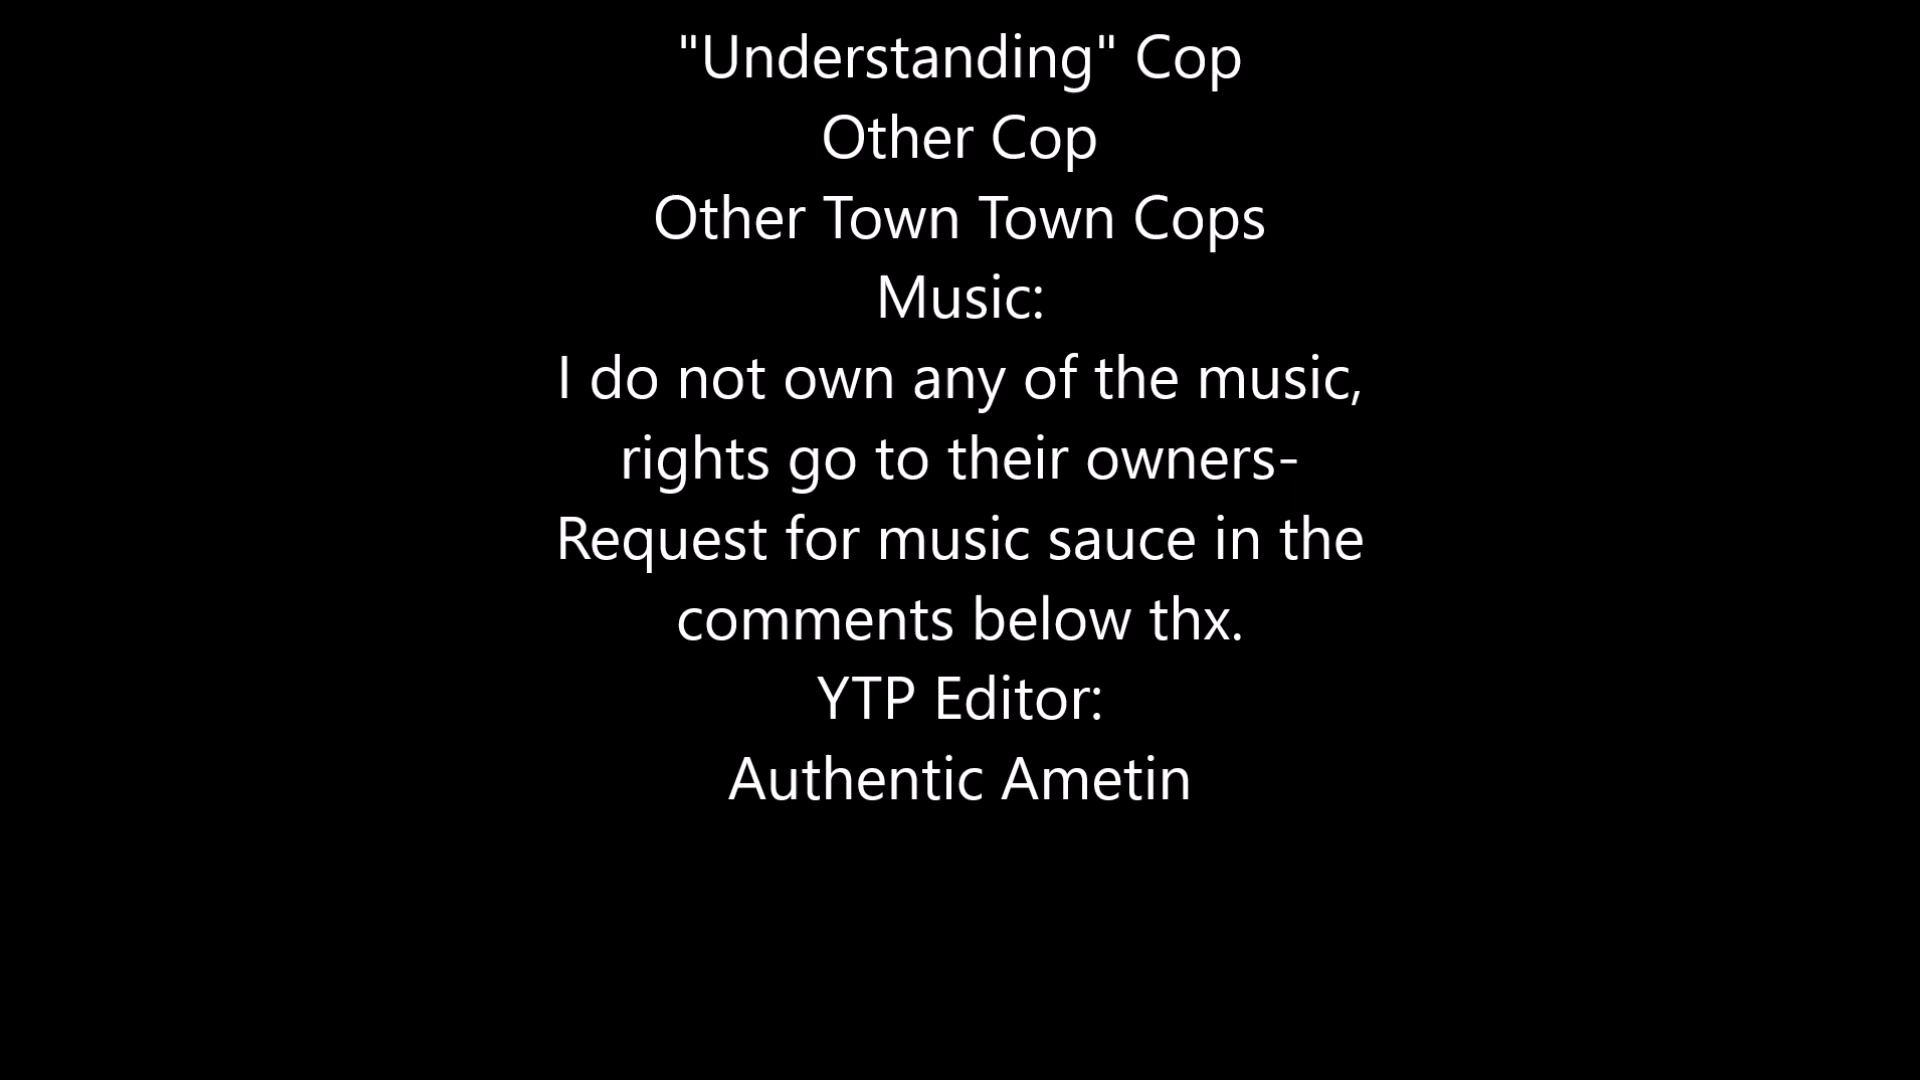 "Understanding" Cop
Other Cop
Other Town Town Cops
Music:
I do not own any of the music,
rights go to their owners-
Request for music sauce in the
comments below thx.
YTP Editor:
Authentic Ametin